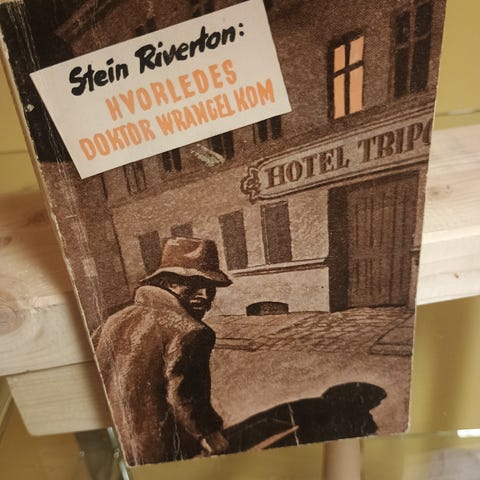 Stein Riverton:
HVORLEDES
DOKTOR WRANGEL KOM
HOTEL TRIPO